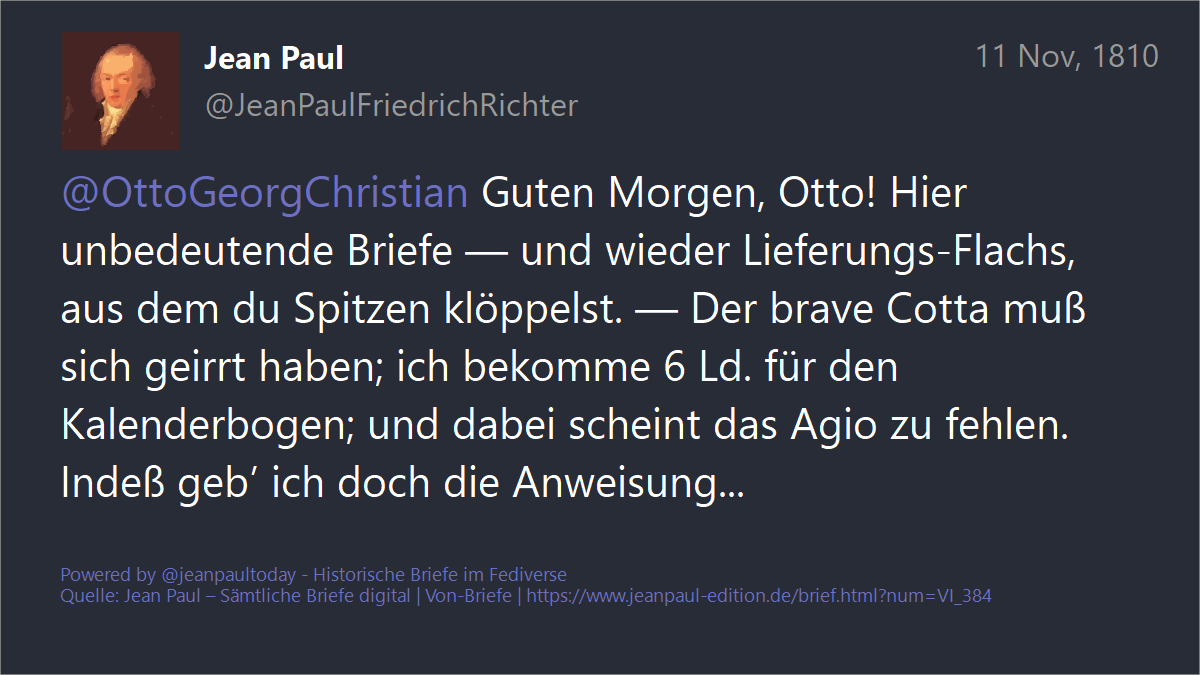 Jean Paul
11 Nov, 1810
@JeanPaulFriedrichRichter
@OttoGeorgChristian Guten Morgen, Otto! Hier
unbedeutende Briefe — und wieder Lieferungs-Flachs,
aus dem du Spitzen klöppelst. — Der brave Cotta muß
sich geirrt haben; ich bekomme 6 Ld. für den
Kalenderbogen; und dabei scheint das Agio zu fehlen.
Indeß geb’ ich doch die Anweisung...
Powered by @jeanpaultoday - Historische Briefe im Fediverse
Quelle: Jean Paul – Sämtliche Briefe digital | Von-Briefe | https://www.jeanpaul-edition.de/brief.html?num=VI_384